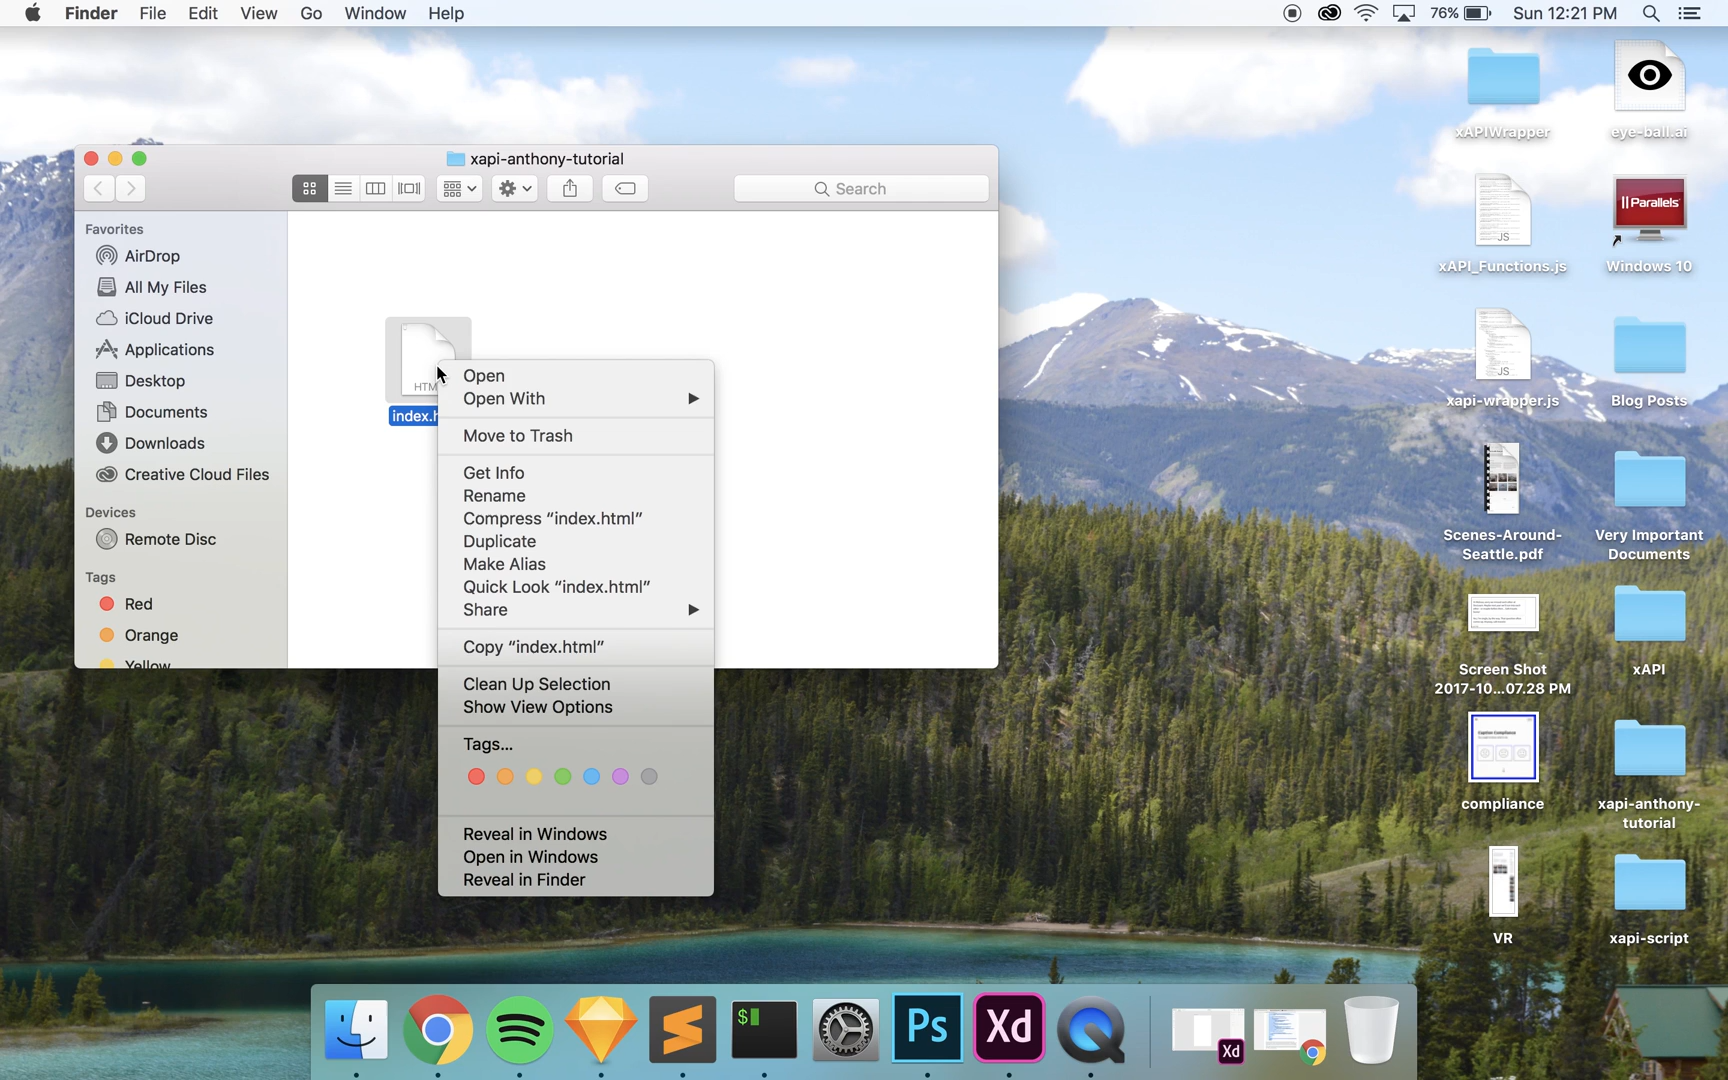 Finder File Edit View Go Window Help
76% Sun 12:21 PM
xapi-anthony-tutorial
Search
Favorites
AirDrop
All My Files
iCloud Drive
Applications
Desktop
Documents
Downloads
Creative Cloud Files
Devices
Remote Disc
Tags
Red
Orange
Yellow
HTM
index.h
Open
Open With
Move to Trash
Get Info
Rename
Compress “index.html”
Duplicate
Make Alias
Quick Look “index.html”
Share
Copy “index.html”
Clean Up Selection
Show View Options
Tags...
Reveal in Windows
Open in Windows
Reveal in Finder
xAPIWrapper
eye-ball.ai
JS
xAPI_Functions.js
Parallels
Windows 10
JS
xapi-wrapper.js
Blog Posts
Scenes-Around-
Seattle.pdf
Very Important
Documents
Screen Shot
2017-10...07.28 PM
xAPI
compliance
xapi-anthony-
tutorial
VR
xapi-script
$
Ps
Xd
Xd